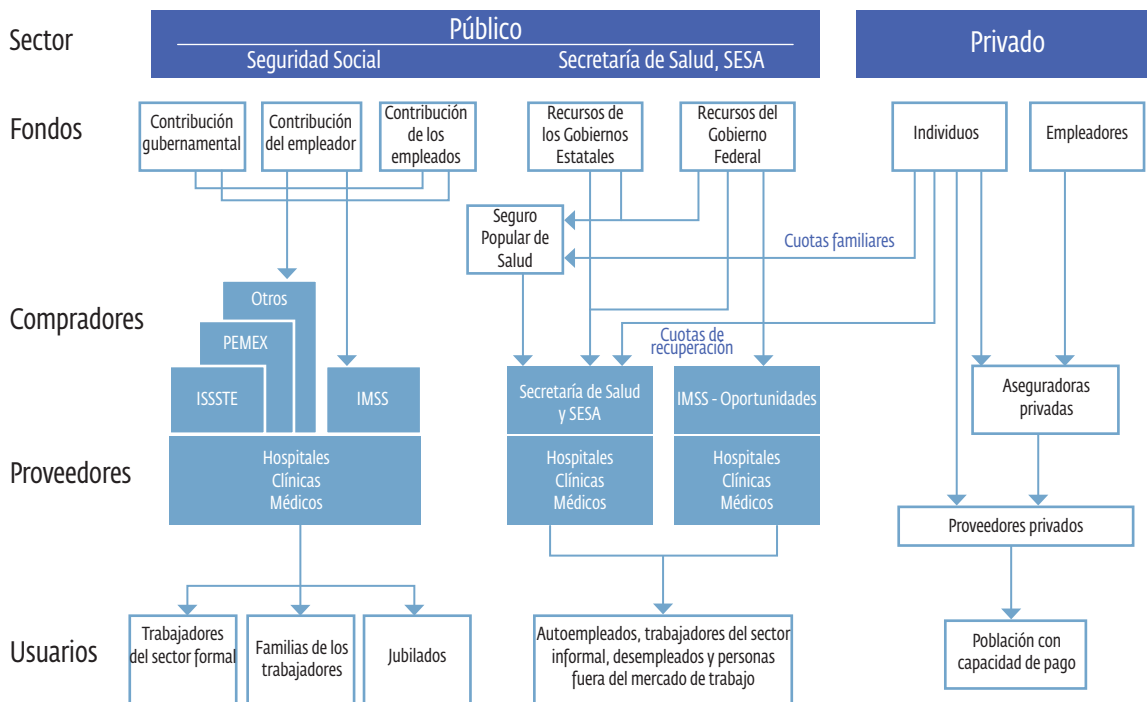 Sector
Público
Seguridad Social
Secretaría de Salud, SESA
Privado
Fondos
Contribución
gubernamental
Contribución
del empleador
Contribución
de los
empleados
Recursos de
los Gobiernos
Estatales
Recursos del
Gobierno
Federal
Individuos
Empleadores
Seguro
Popular de
Salud
Cuotas familiares
Compradores
Otros
PEMEX
ISSSTE
IMSS
Cuotas de
recuperación
Secretaría de Salud
y SESA
IMSS - Oportunidades
Aseguradoras
privadas
Proveedores
Hospitales
Clínicas
Médicos
Hospitales
Clínicas
Médicos
Hospitales
Clínicas
Médicos
Proveedores privados
Usuarios
Trabajadores
del sector formal
Familias de los
trabajadores
Jubilados
Autoempleados, trabajadores del sector
informal, desempleados y personas
fuera del mercado de trabajo
Población con
capacidad de pago